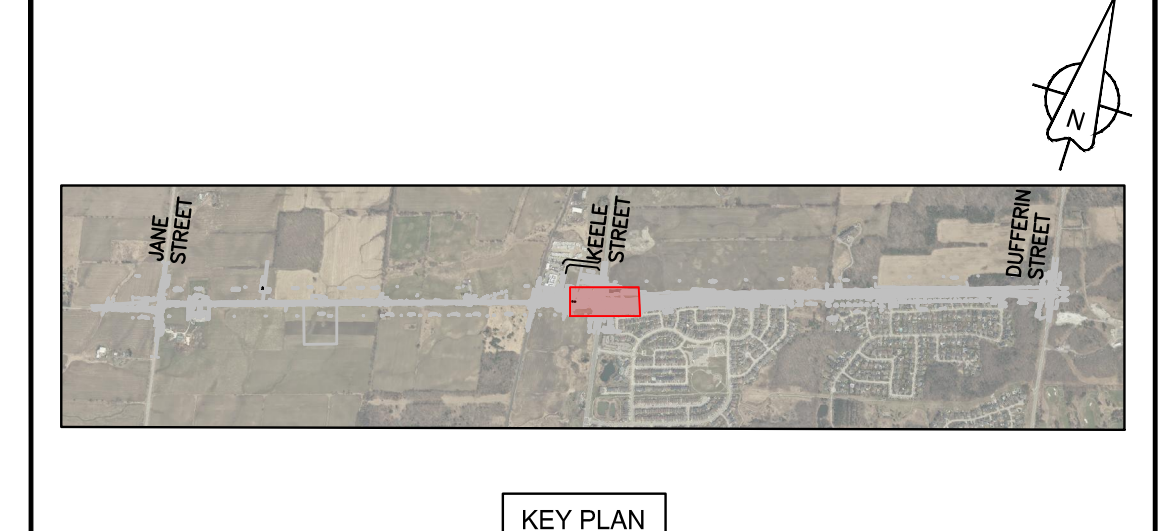 N
JANE
STREET
KEELE
STREET
DUFFERIN
STREET
KEY PLAN